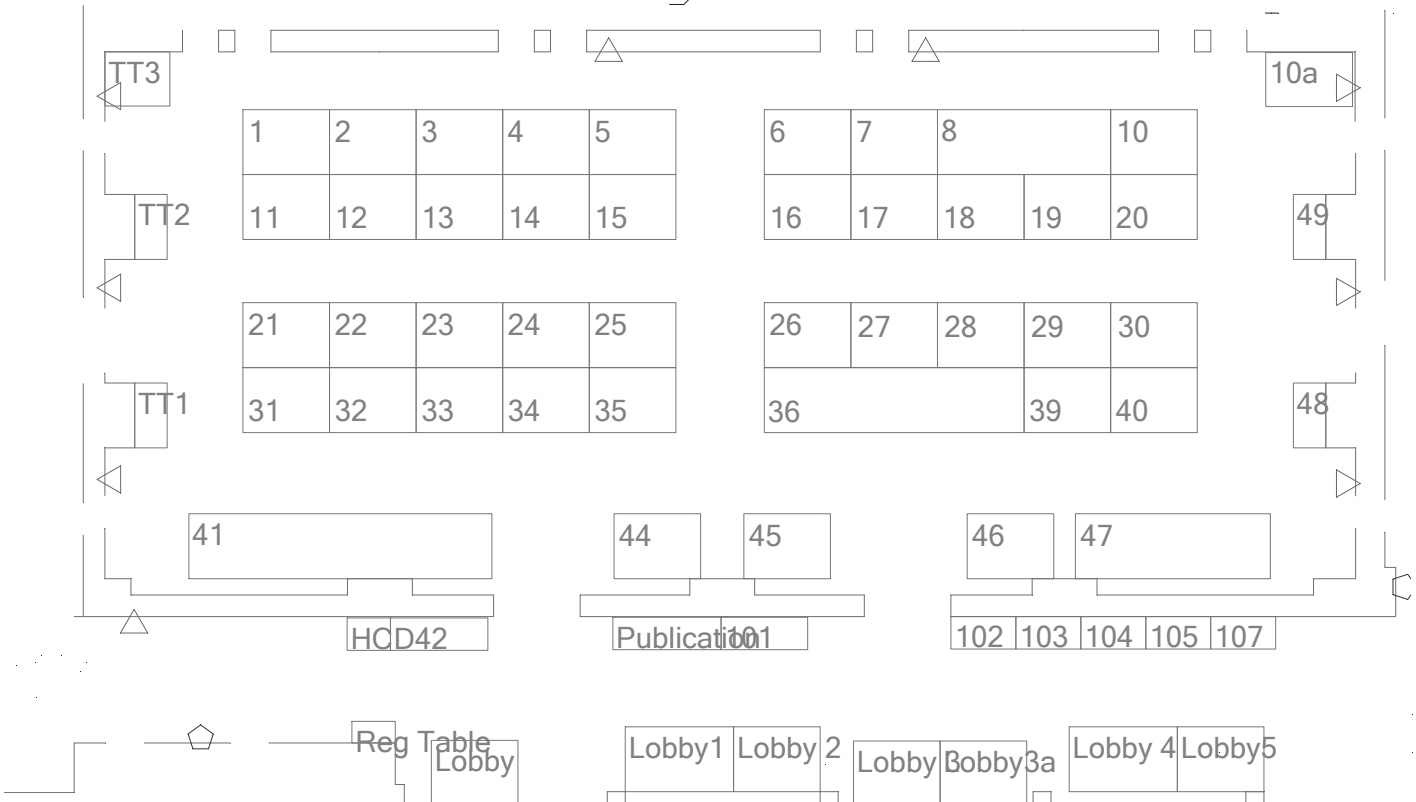 TT3
10a
1 2 3 4 5 6 7 8 10
TT2 11 12 13 14 15 16 17 18 19 20 49
21 22 23 24 25 26 27 28 29 30
TT1 31 32 33 34 35 36 39 40 48
41 44 45 46 47
HCD42 Publication 101 102 103 104 105 107
Reg Table Lobby1 Lobby 2 Lobby 4 Lobby5
Lobby Lobby 3 Lobby3a